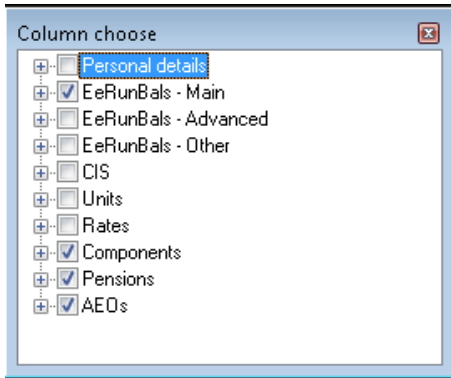 Column choose
Personal details
EeRunBals - Main
EeRunBals - Advanced
EeRunBals - Other
CIS
Units
Rates
Components
Pensions
AEOs